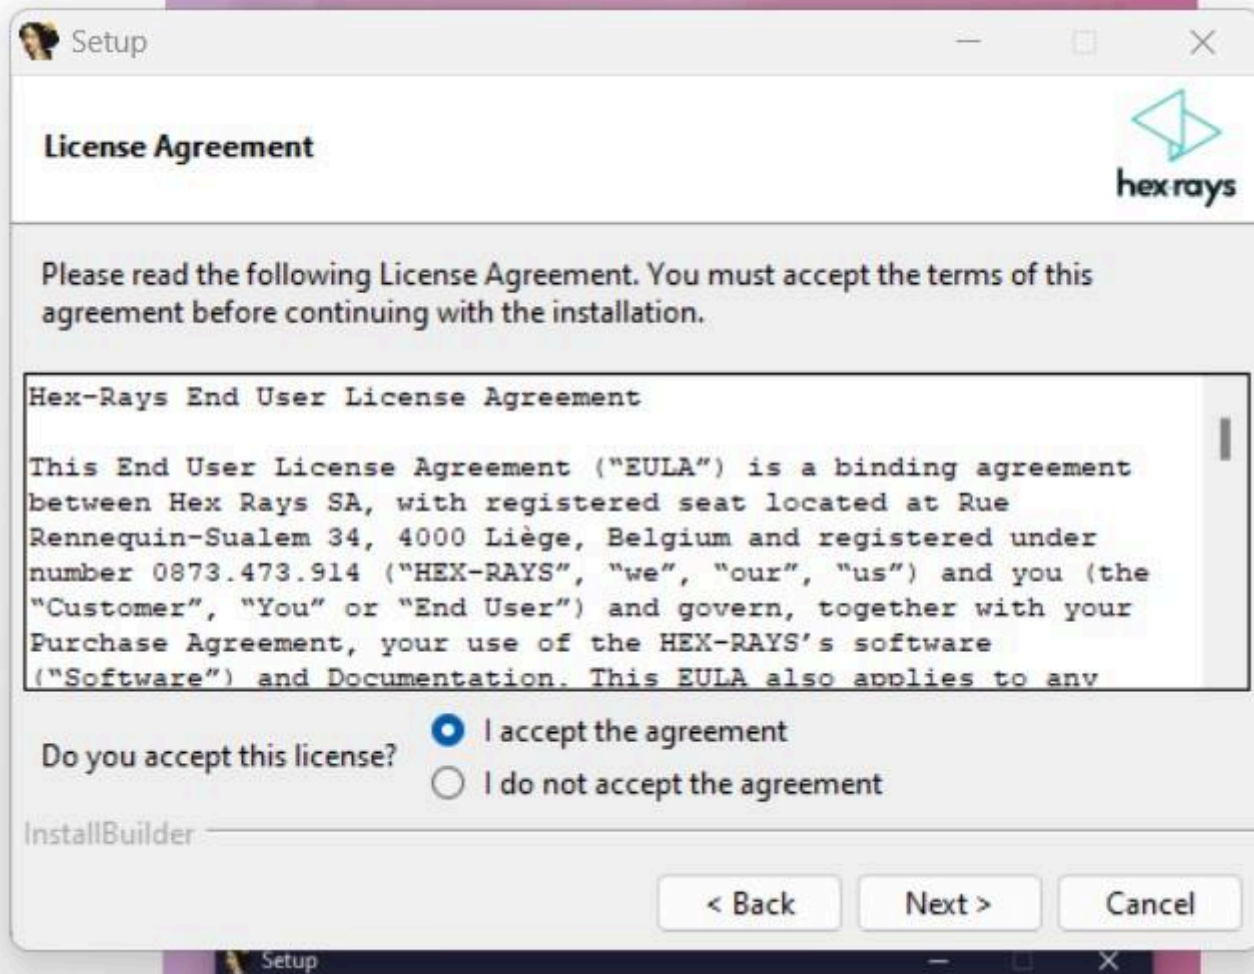 Setup
License Agreement
hex rays
Please read the following License Agreement. You must accept the terms of this
agreement before continuing with the installation.
Hex-Rays End User License Agreement
This End User License Agreement (“EULA”) is a binding agreement
between Hex Rays SA, with registered seat located at Rue
Rennequin-Sualem 34, 4000 Liège, Belgium and registered under
number 0873.473.914 (“HEX-RAYS”, “we”, “our”, “us”) and you (the
“Customer”, “You” or “End User”) and govern, together with your
Purchase Agreement, your use of the HEX-RAYS’s software
(“Software”) and Documentation. This EULA also applies to any
Do you accept this license?
I accept the agreement
I do not accept the agreement
InstallBuilder
< Back Next > Cancel
Setup